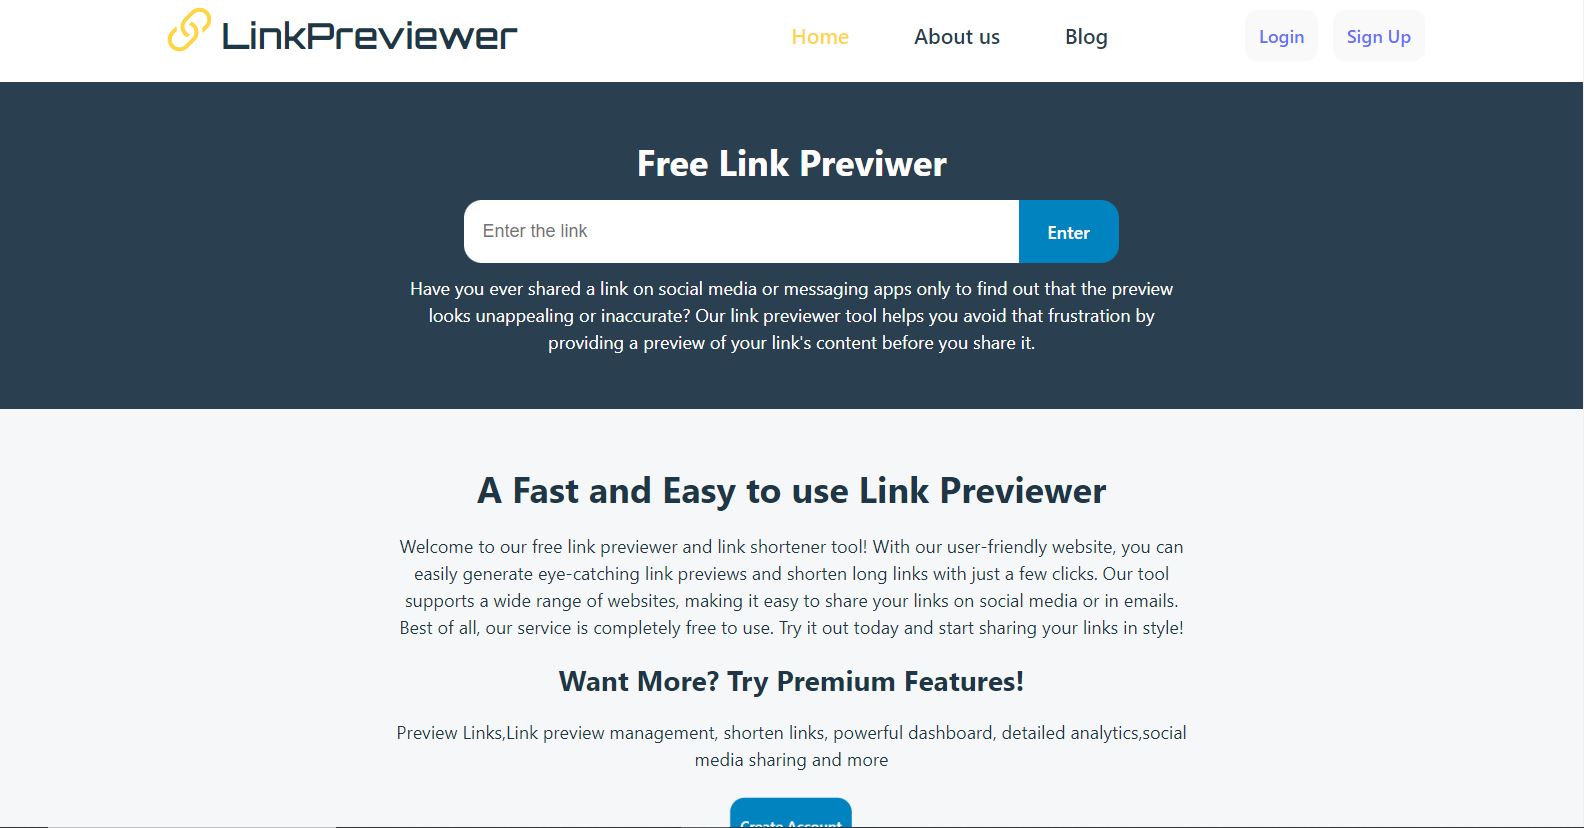 LinkPreviewer
Home
About us
Blog
Login
Sign Up
Free Link Previwer
Enter the link
Enter
Have you ever shared a link on social media or messaging apps only to find out that the preview
looks unappealing or inaccurate? Our link previewer tool helps you avoid that frustration by
providing a preview of your link's content before you share it.
A Fast and Easy to use Link Previewer
Welcome to our free link previewer and link shortener tool! With our user-friendly website, you can
easily generate eye-catching link previews and shorten long links with just a few clicks. Our tool
supports a wide range of websites, making it easy to share your links on social media or in emails.
Best of all, our service is completely free to use. Try it out today and start sharing your links in style!
Want More? Try Premium Features!
Preview Links,Link preview management, shorten links, powerful dashboard, detailed analytics,social
media sharing and more
Create Account